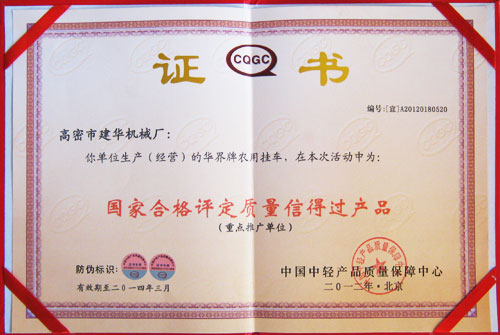 证 CQGC 书
编号:[宣]A20120180520
高密市建华机械厂:
你单位生产(经营)的华界牌农用挂车,在本次活动中为:
国家合格评定质量信得过产品
(重点推广单位)
防伪标识:
有效期至二〇一四年三月
中国中轻产品质量保障中心
二〇一二年·北京